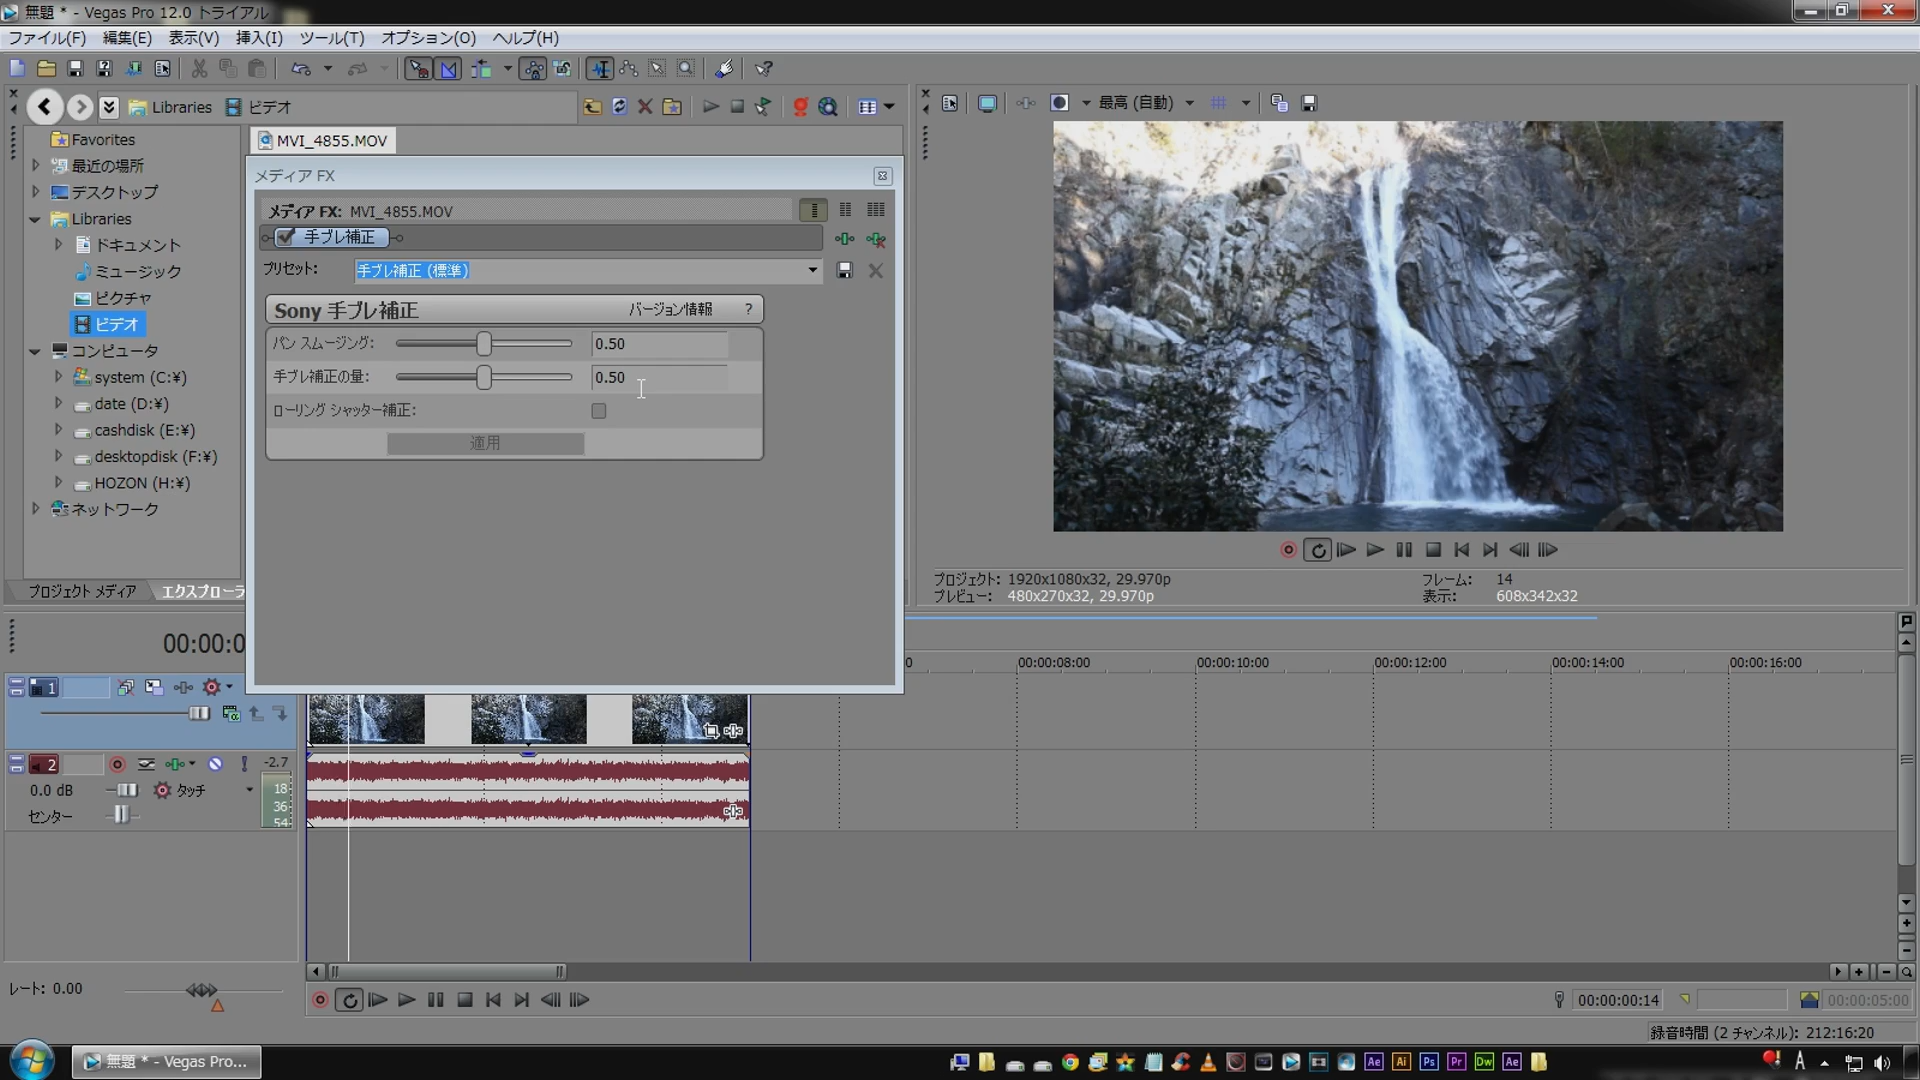 無題 * - Vegas Pro 12.0 トライアル
ファイル(F) 編集(E) 表示(V) 挿入(I) ツール(T) オプション(O) ヘルプ(H)
Libraries ビデオ
最高 (自動)
Favorites
MVI_4855.MOV
最近の場所
デスクトップ
Libraries
ドキュメント
ミュージック
ピクチャ
ビデオ
コンピュータ
system (C:¥)
date (D:¥)
cashdisk (E:¥)
desktopdisk (F:¥)
HOZON (H:¥)
ネットワーク
プロジェクト メディア エクスプローラ
メディア FX
メディア FX: MVI_4855.MOV
手ブレ補正
プリセット: 手ブレ補正 (標準)
Sony 手ブレ補正 バージョン情報 ?
パン スムージング: 0.50
手ブレ補正の量: 0.50
ローリング シャッター補正:
適用
プロジェクト: 1920x1080x32, 29.970p フレーム: 14
プレビュー: 480x270x32, 29.970p 表示: 608x342x32
00:00:0
0 00:00:08:00 00:00:10:00 00:00:12:00 00:00:14:00 00:00:16:00
1
2 -2.7
0.0 dB タッチ 18
36
センター 54
レート: 0.00
00:00:00:14 00:00:05:00
録音時間 (2 チャンネル): 212:16:20
無題 * - Vegas Pro... Ae Ai Ps Pr Dw Ae A